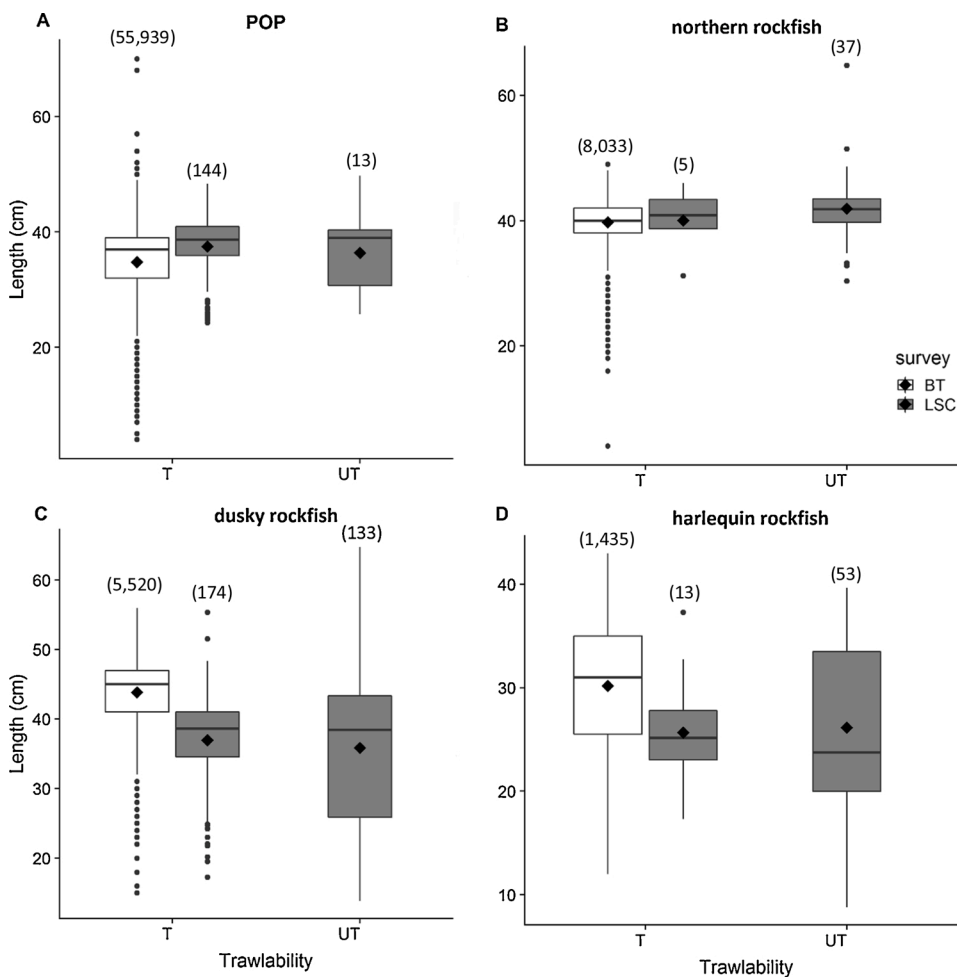 A
POP
(55,939)
(144)
(13)
60
40
20
Length (cm)
T
UT
B
northern rockfish
(37)
(8,033)
(5)
60
40
20
survey
BT
LSC
T
UT
C
dusky rockfish
(133)
(5,520)
(174)
60
50
40
30
20
Length (cm)
T
UT
Trawlability
D
harlequin rockfish
(1,435)
(13)
(53)
40
30
20
10
T
UT
Trawlability